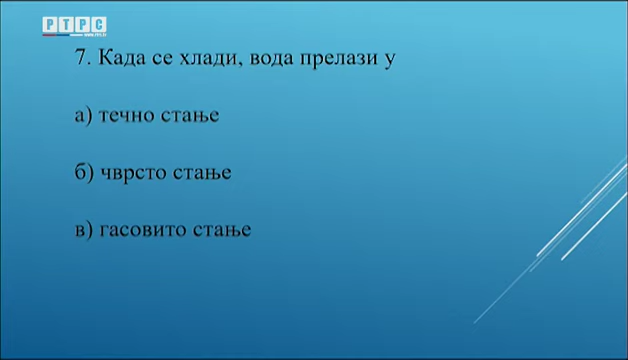 РТРС
7. Када се хлади, вода прелази у
а) течно стање
б) чврсто стање
в) гасовито стање